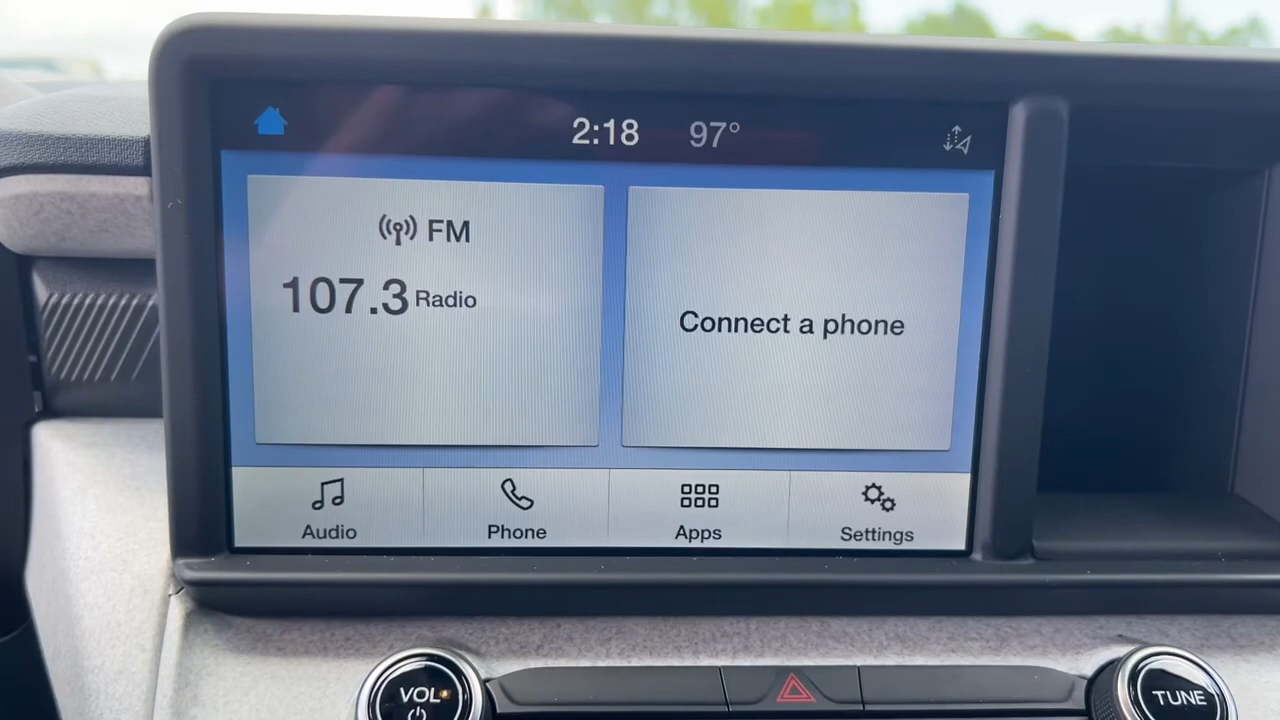 2:18 97°
FM
107.3 Radio
Connect a phone
Audio Phone Apps Settings
VOL
TUNE